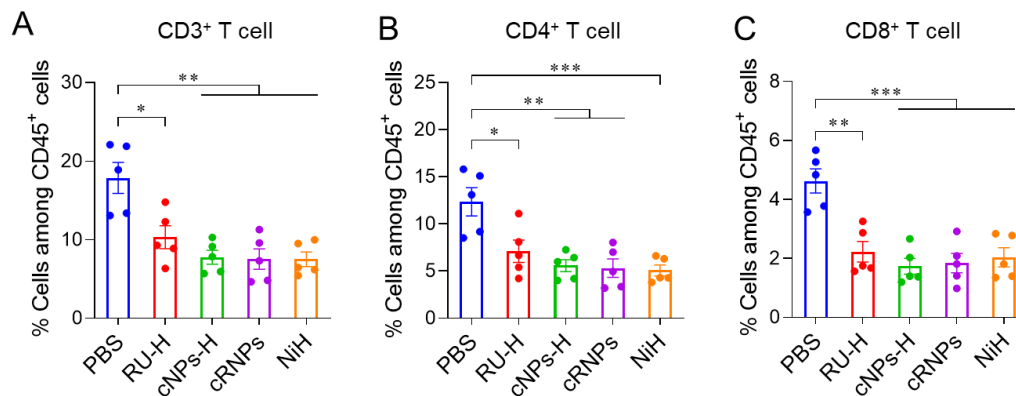 A
CD3⁺ T cell
% Cells among CD45⁺ cells
30
20
10
0
**
*
PBS
RU-H
cNPs-H
cRNPs
NiH
B
CD4⁺ T cell
% Cells among CD45⁺ cells
25
20
15
10
5
0
***
**
*
PBS
RU-H
cNPs-H
cRNPs
NiH
C
CD8⁺ T cell
% Cells among CD45⁺ cells
8
6
4
2
0
***
**
PBS
RU-H
cNPs-H
cRNPs
NiH